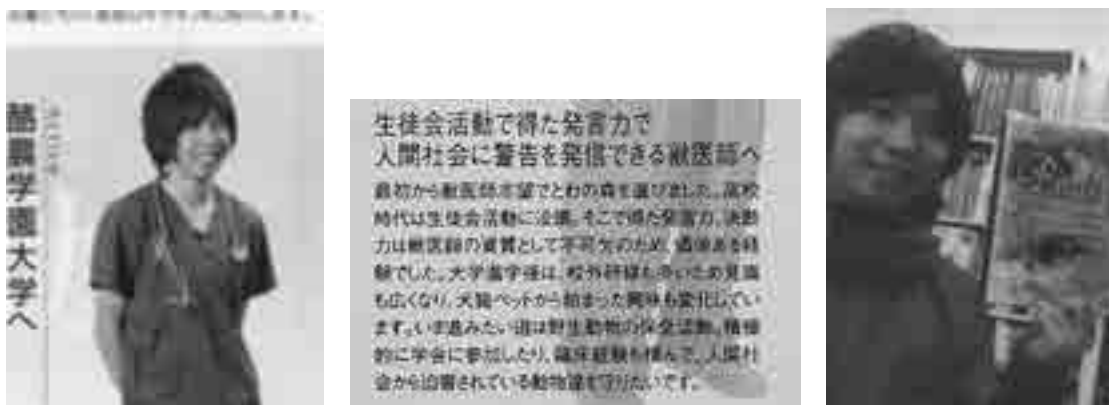 酪農学園大学へ
生徒会活動で得た発言力で
人間社会に警告を発信できる獣医師へ
最初から獣医師志望でとわの森を選びました。高校
時代は生徒会活動に没頭。そこで得た発言力、決断
力は獣医師の資質として不可欠のため、価値ある経
験でした。大学進学後は、校外研修も多いため見識
も広くなり、犬猫ペットから始まった興味も変化してい
ます。いま進みたい道は野生動物の保全活動。積極
的に学会に参加したり、臨床経験も積んで、人間社
会から迫害されている動物達を守りたいです。